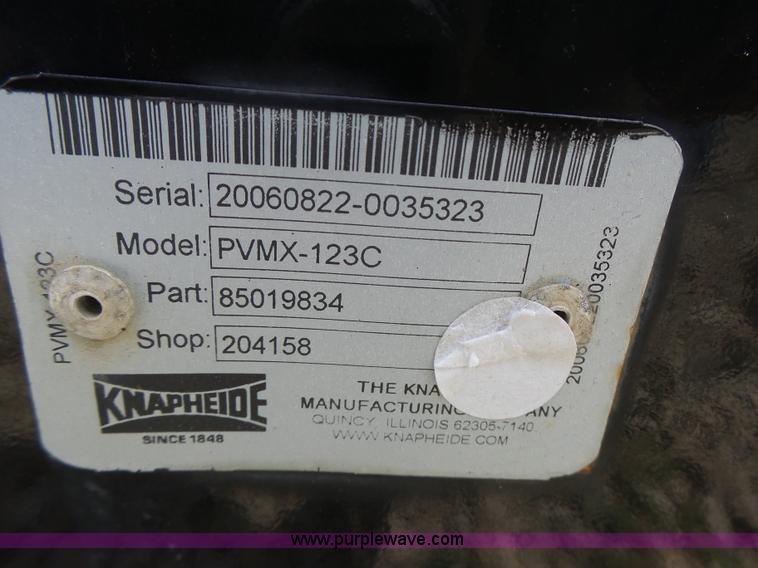 Serial: 20060822-0035323
Model: PVMX-123C
Part: 85019834
Shop: 204158
KNAPHEIDE
SINCE 1848
THE
MANUFACTURING
QUINCY, ILLINOIS 62305-7140
WWW.KNAPHEIDE.COM
www.purplewave.com